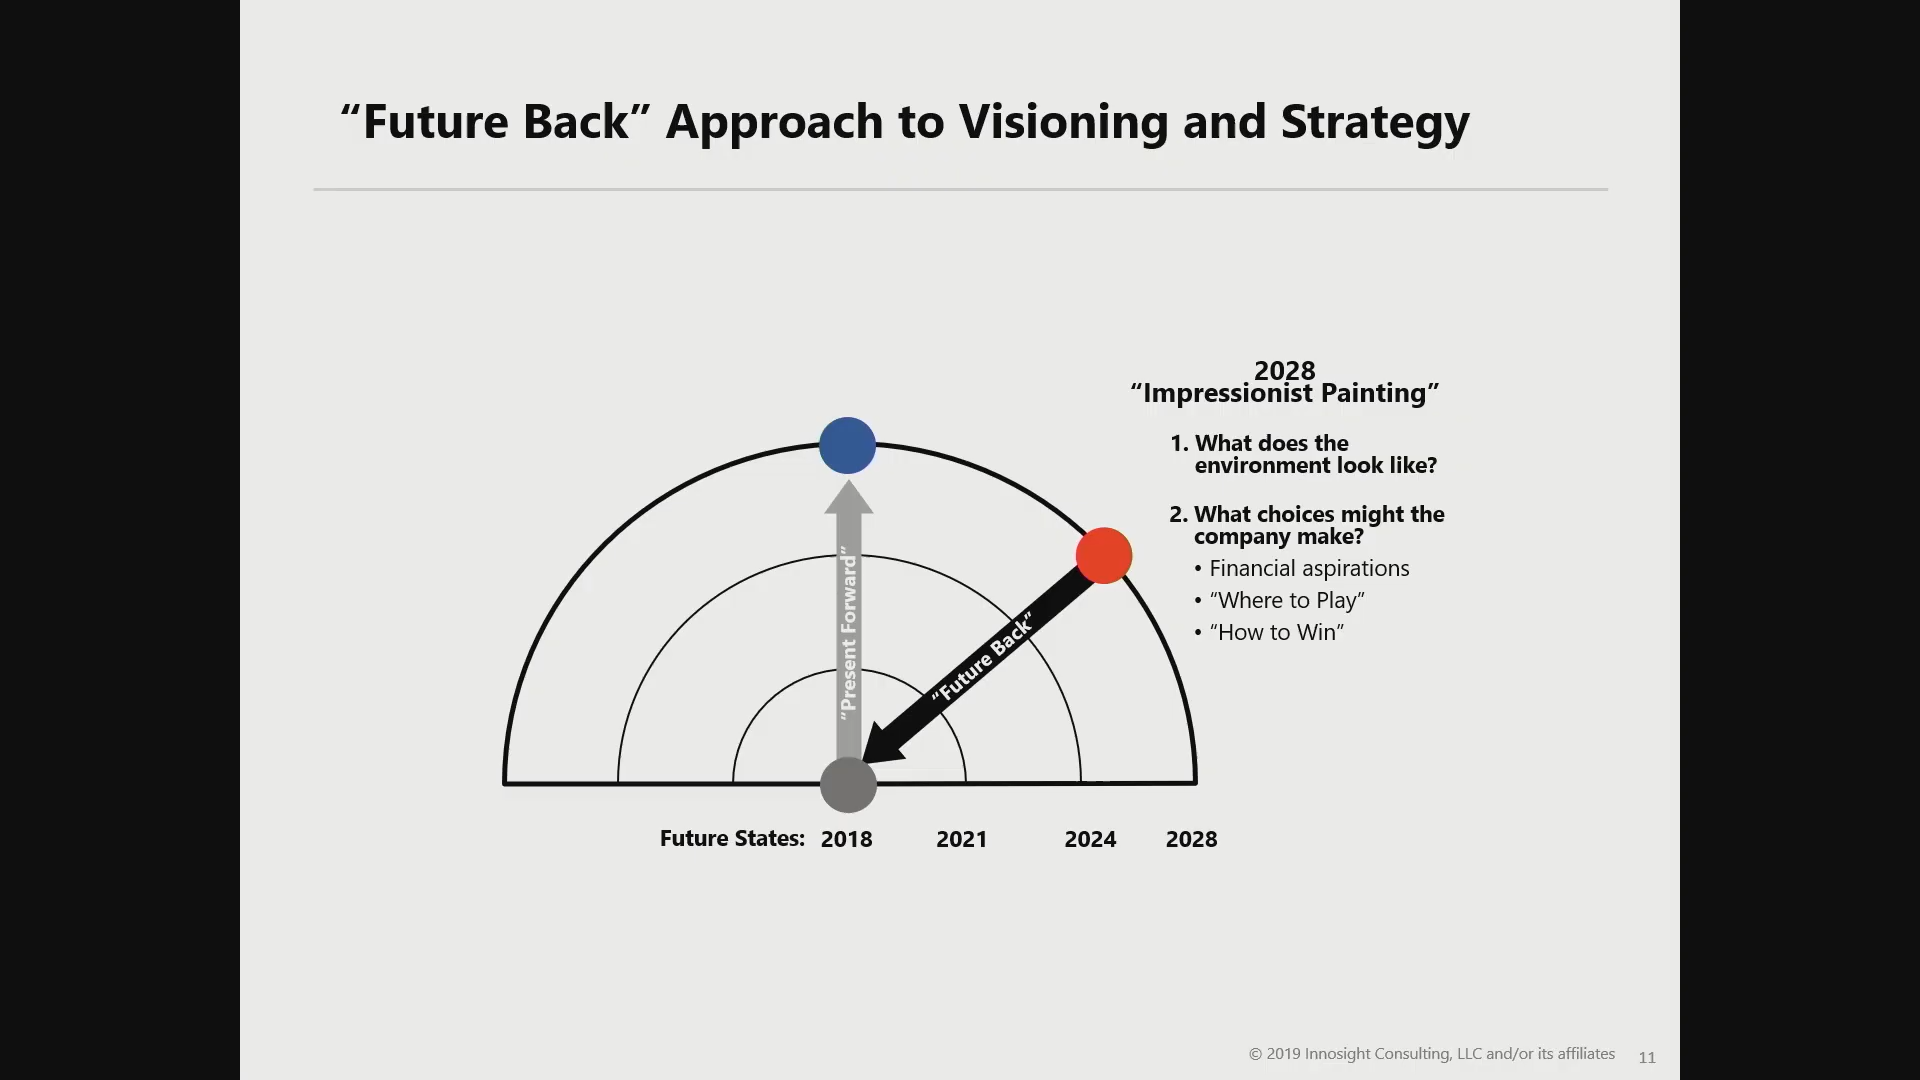 “Future Back” Approach to Visioning and Strategy
2028
“Impressionist Painting”
1. What does the
environment look like?
2. What choices might the
company make?
• Financial aspirations
• “Where to Play”
• “How to Win”
“Present Forward”
“Future Back”
Future States: 2018 2021 2024 2028
© 2019 Innosight Consulting, LLC and/or its affiliates 11